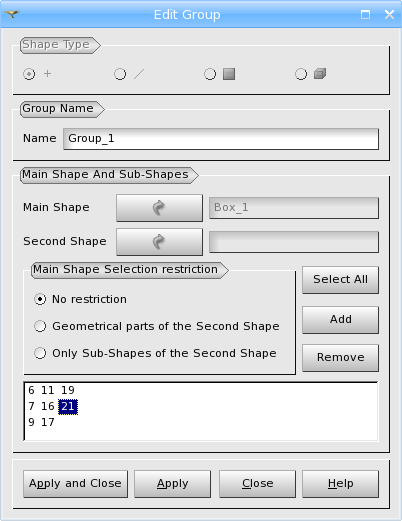 Edit Group
Shape Type
Group Name
Name Group_1
Main Shape And Sub-Shapes
Main Shape Box_1
Second Shape
Main Shape Selection restriction
Select All
No restriction
Geometrical parts of the Second Shape
Add
Only Sub-Shapes of the Second Shape
Remove
6 11 19
7 16 21
9 17
Apply and Close Apply Close Help